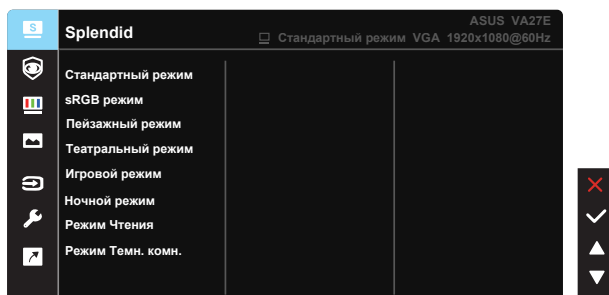 S
Splendid
ASUS VA27E
Стандартный режим VGA 1920x1080@60Hz
Стандартный режим
sRGB режим
Пейзажный режим
Театральный режим
Игровой режим
Ночной режим
Режим Чтения
Режим Темн. комн.